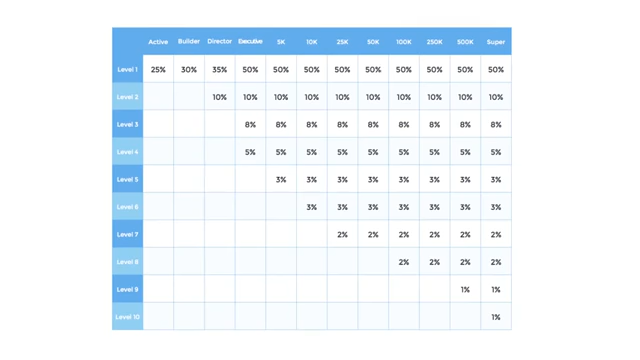 Active Builder Director Executive 5K 10K 25K 50K 100K 250K 500K Super
Level 1 25% 30% 35% 50% 50% 50% 50% 50% 50% 50% 50% 50%
Level 2 10% 10% 10% 10% 10% 10% 10% 10% 10% 10%
Level 3 8% 8% 8% 8% 8% 8% 8% 8% 8%
Level 4 5% 5% 5% 5% 5% 5% 5% 5% 5%
Level 5 3% 3% 3% 3% 3% 3% 3% 3%
Level 6 3% 3% 3% 3% 3% 3% 3%
Level 7 2% 2% 2% 2% 2% 2%
Level 8 2% 2% 2% 2%
Level 9 1% 1%
Level 10 1%